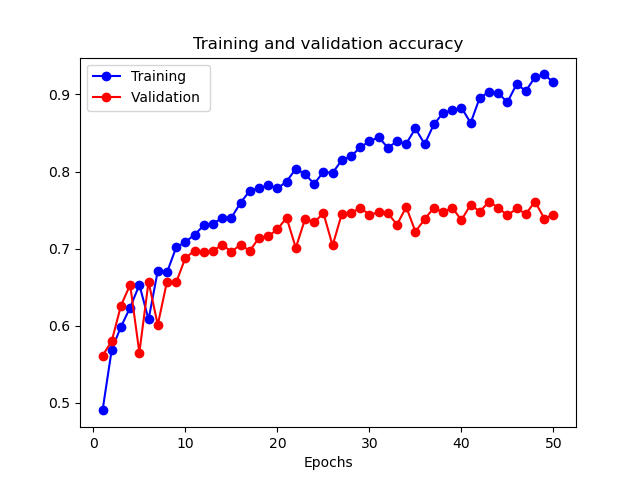 Training and validation accuracy
Training
Validation
0.9
0.8
0.7
0.6
0.5
0 10 20 30 40 50
Epochs